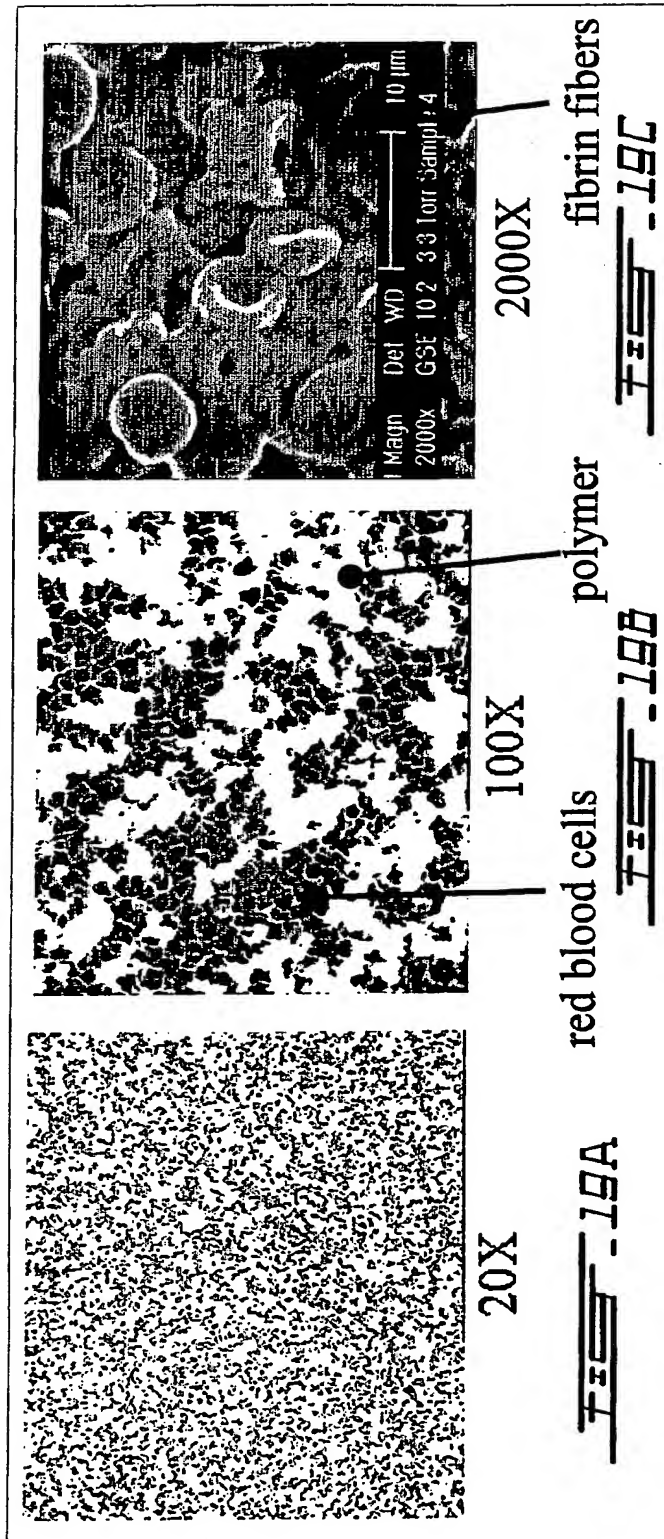 Magn Det WD 10 µm
2000x GSE 10.2 3.3 Torr Sample 4
20X
100X
2000X
red blood cells
polymer
fibrin fibers
FIG-19A
FIG-19B
FIG-19C